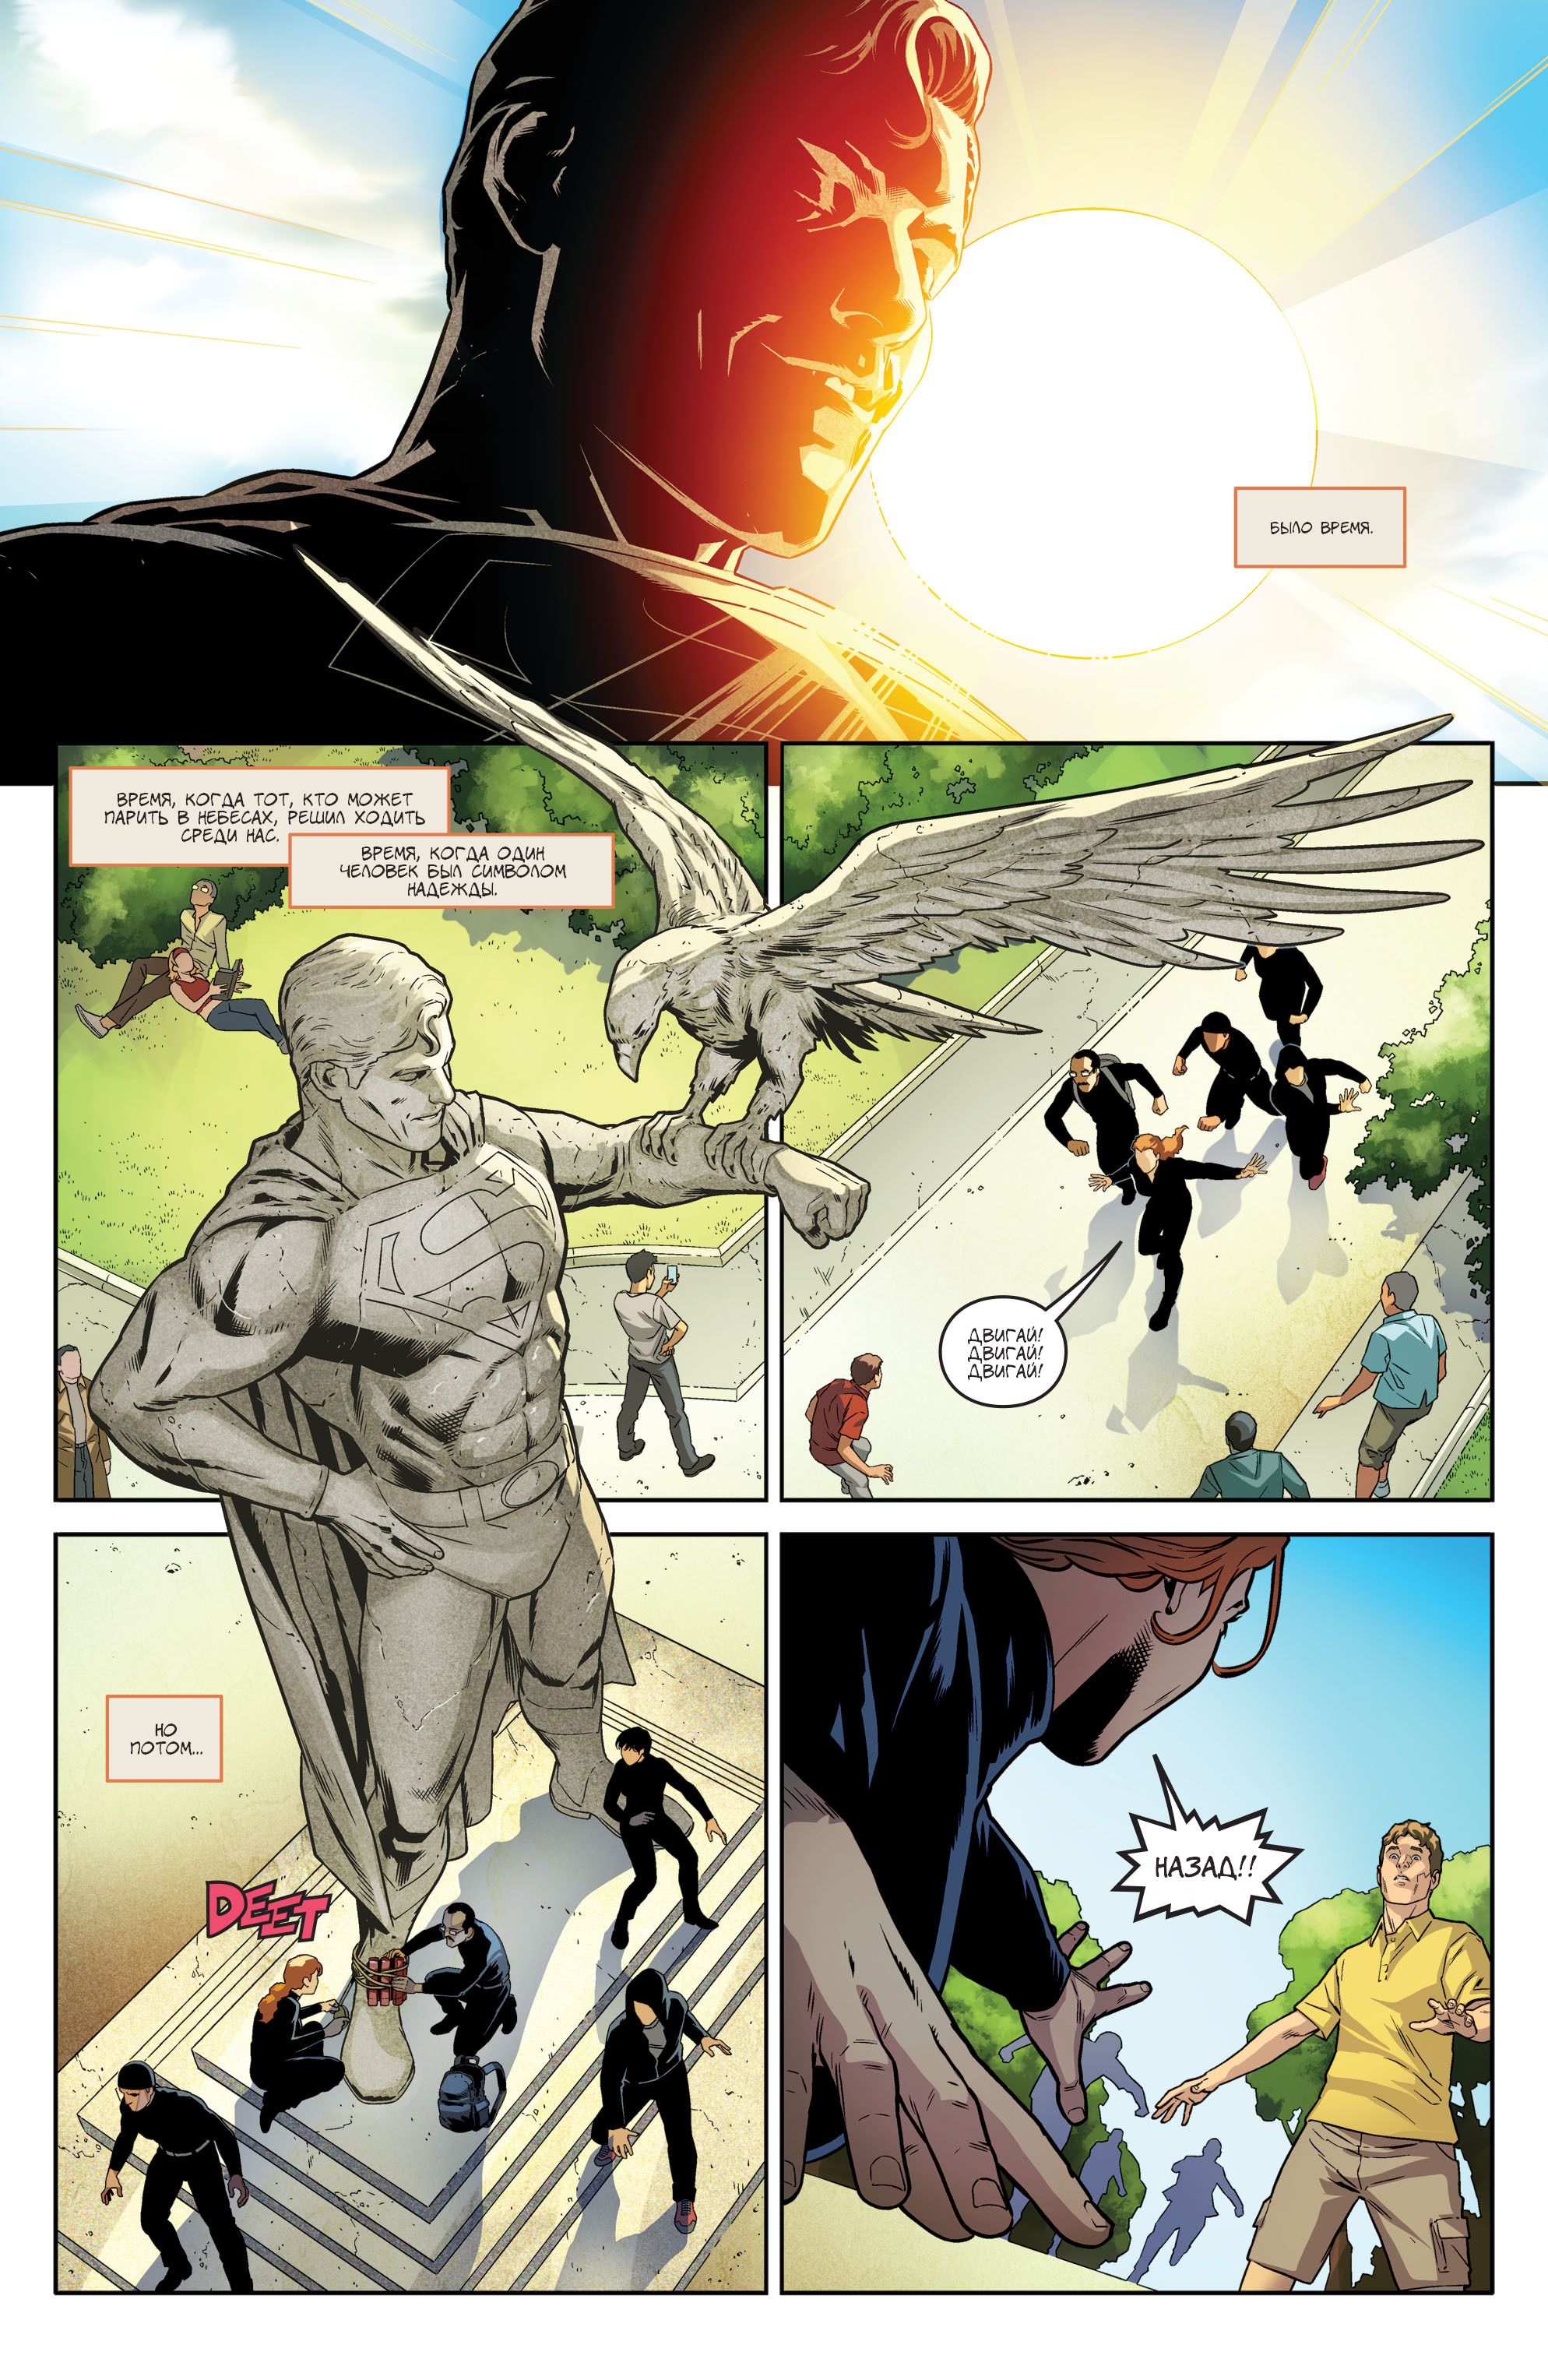 БЫЛО ВРЕМЯ.
ВРЕМЯ, КОГДА ТОТ, КТО МОЖЕТ
ПАРИТЬ В НЕБЕСАХ, РЕШИЛ ХОДИТЬ
СРЕДИ НАС.
ВРЕМЯ, КОГДА ОДИН
ЧЕЛОВЕК БЫЛ СИМВОЛОМ
НАДЕЖДЫ.
S
ДВИГАЙ!
ДВИГАЙ!
ДВИГАЙ!
НО
ПОТОМ...
DEET
НАЗАД!!